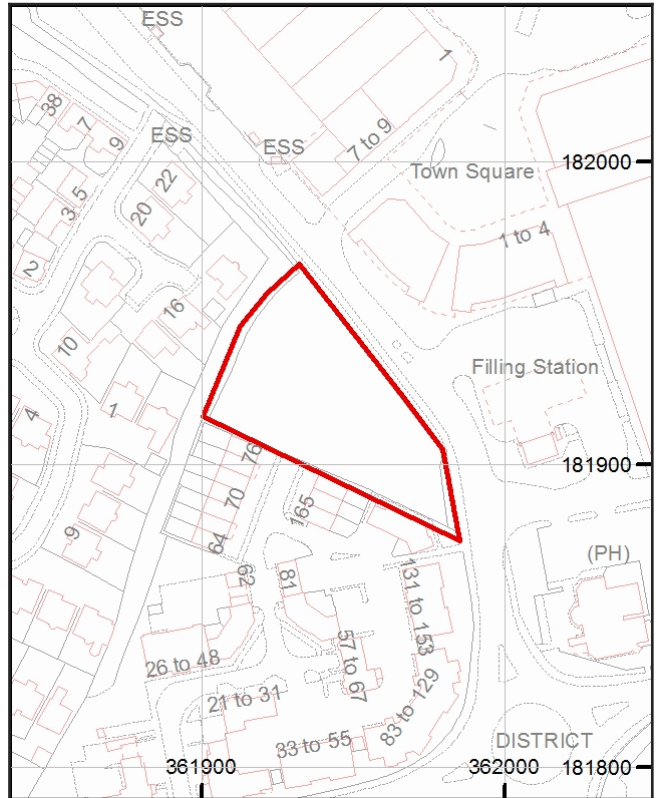 ESS
1
38
7
9
ESS
ESS
7 to 9
182000
Town Square
22
3
5
20
2
1 to 4
16
10
Filling Station
4
1
76
181900
70
165
9
64
(PH)
62
81
131 to 153
57 to 67
26 to 48
83 to 129
21 to 31
33 to 55
DISTRICT
361900
362000
181800